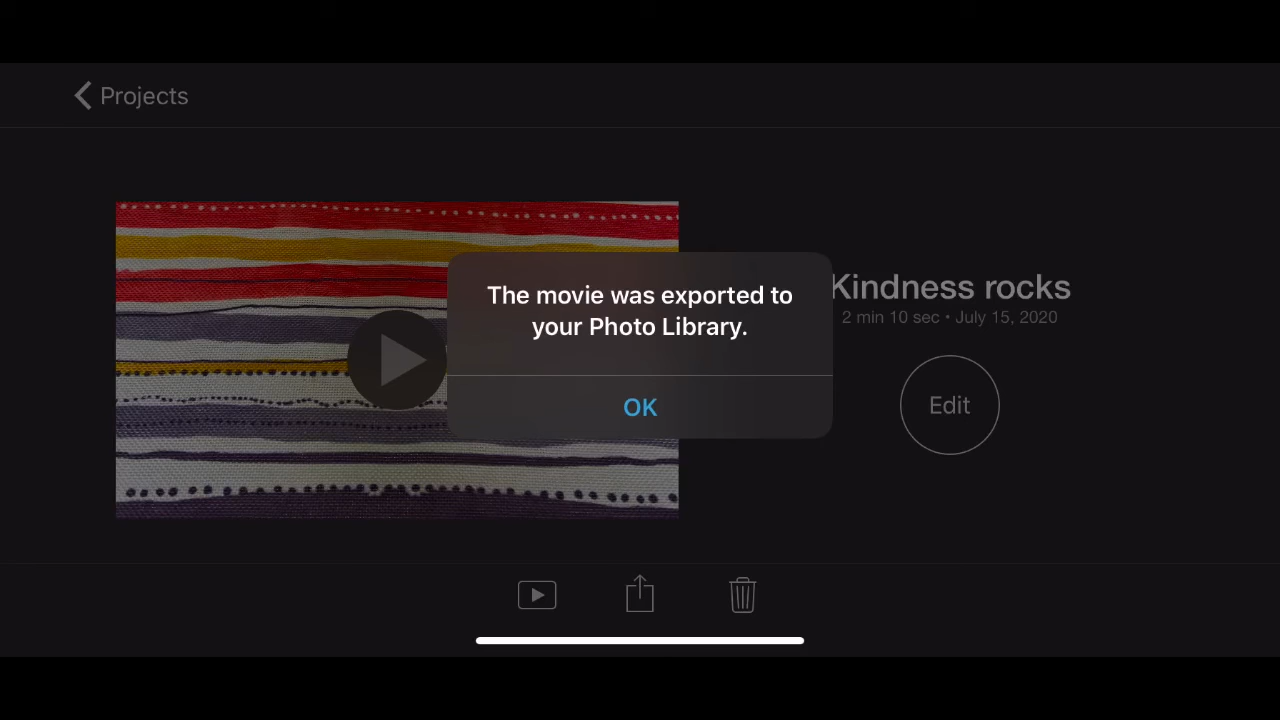 Projects
The movie was exported to
your Photo Library.
OK
Kindness rocks
2 min 10 sec • July 15, 2020
Edit